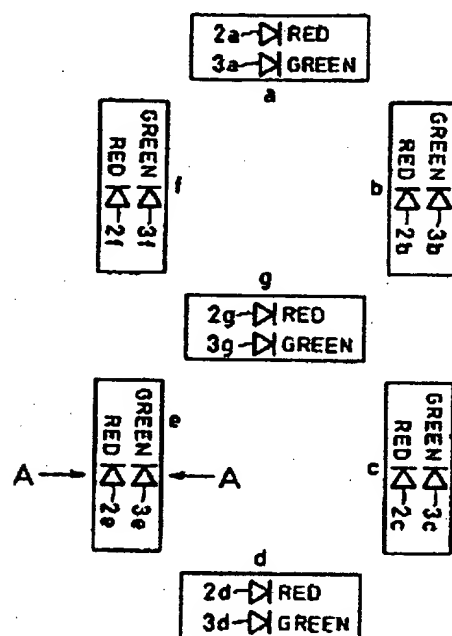 2a RED
3a GREEN
a
GREEN 3f
RED 2f
f
b
GREEN 3b
RED 2b
g
2g RED
3g GREEN
GREEN 3e
RED 2e
e
A A
c
GREEN 3c
RED 2c
d
2d RED
3d GREEN